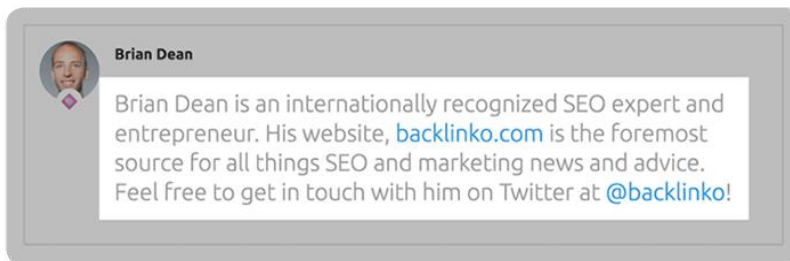 Brian Dean
Brian Dean is an internationally recognized SEO expert and
entrepreneur. His website, backlinko.com is the foremost
source for all things SEO and marketing news and advice.
Feel free to get in touch with him on Twitter at @backlinko!